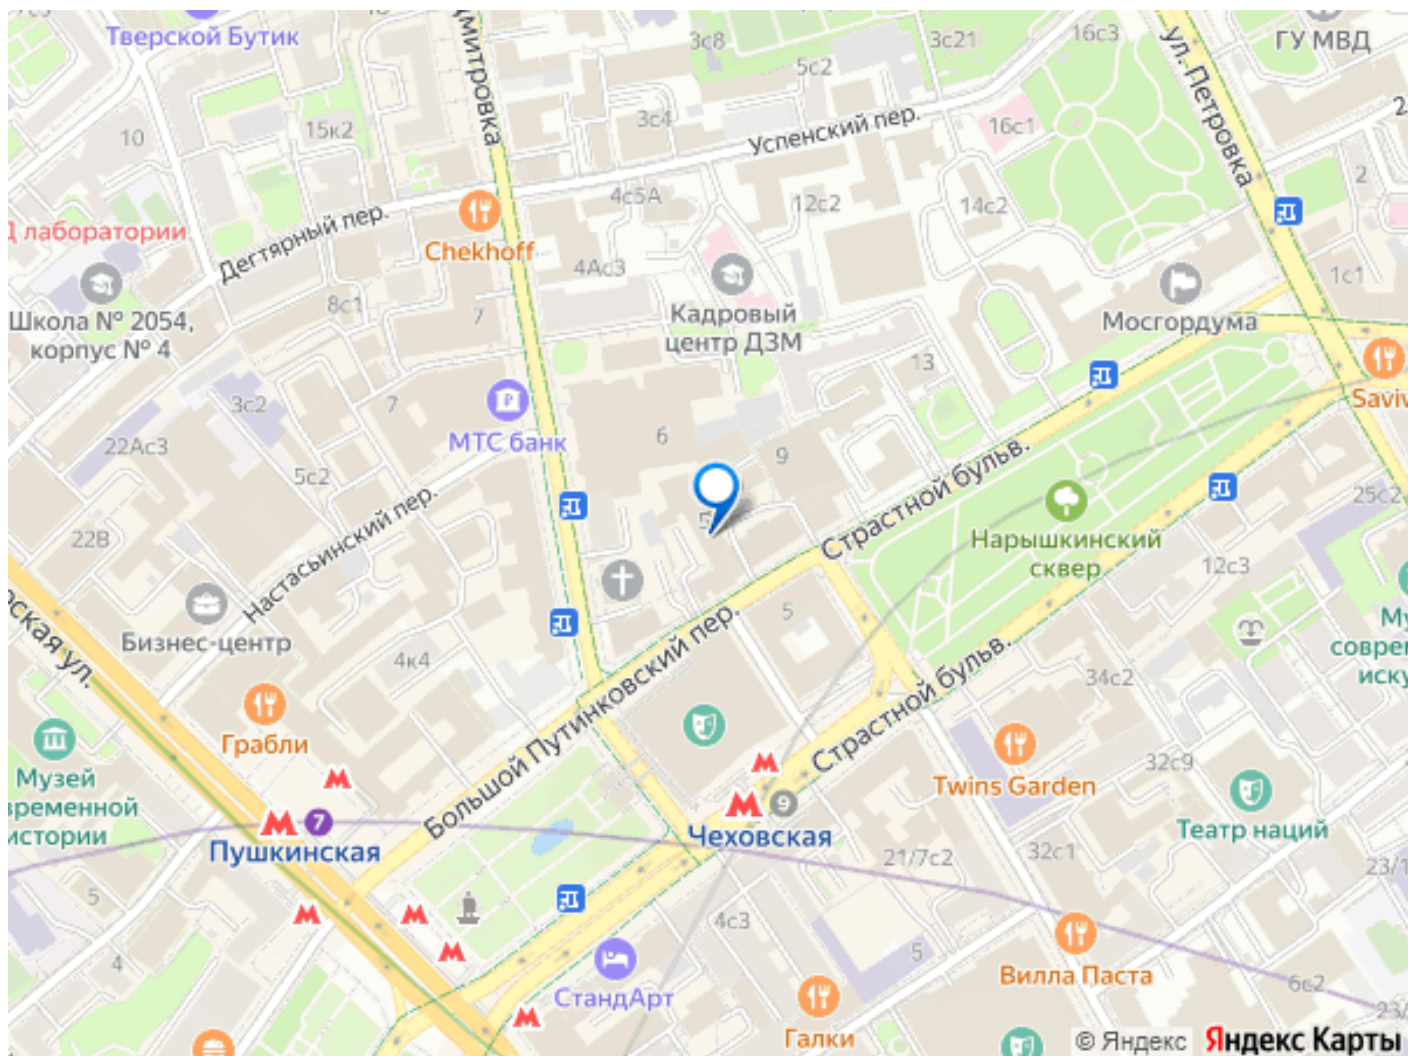 Тверской Бутик
10
15к2
3с8
5с2
3с21
16с3
ГУ МВД
ул. Петровка
3с4
Успенский пер.
16с1
2
4с5А
12с2
14с2
лаборатории
Дегтярный пер.
Chekhoff
4Ас3
1с1
Школа № 2054,
корпус № 4
8с1
7
Кадровый
центр ДЗМ
Мосгордума
13
3с2
7
МТС банк
22Ас3
5с2
6
9
Страстной бульв.
25с2
Настасьинский пер.
22В
5
Нарышкинский
сквер
12с3
Бизнес-центр
4к4
5
34с2
Грабли
Большой Путинковский пер.
Страстной бульв.
Twins Garden
32с9
Музей
Театр наций
7
Пушкинская
9
Чеховская
21/7с2
32с1
5
4с3
5
4
СтандАрт
Вилла Паста
6с2
Галки
© Яндекс Яндекс Карты